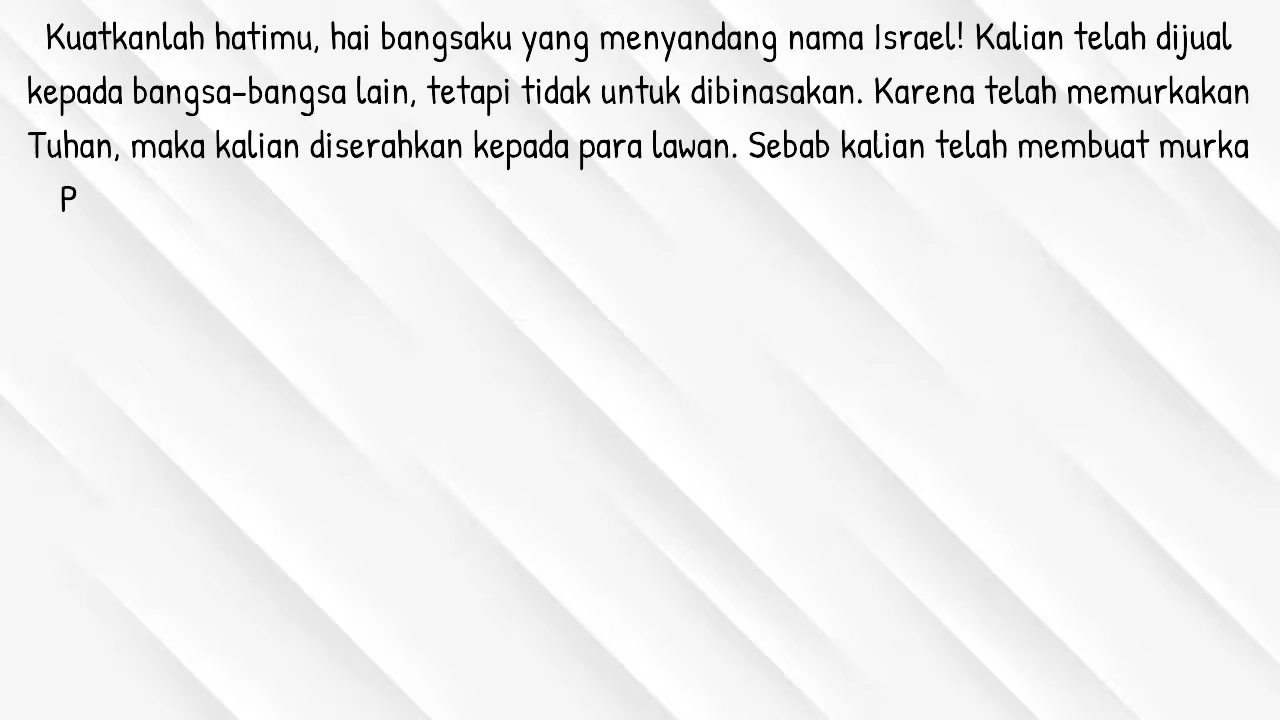 Kuatkanlah hatimu, hai bangsaku yang menyandang nama Israel! Kalian telah dijual
kepada bangsa-bangsa lain, tetapi tidak untuk dibinasakan. Karena telah memurkakan
Tuhan, maka kalian diserahkan kepada para lawan. Sebab kalian telah membuat murka
P